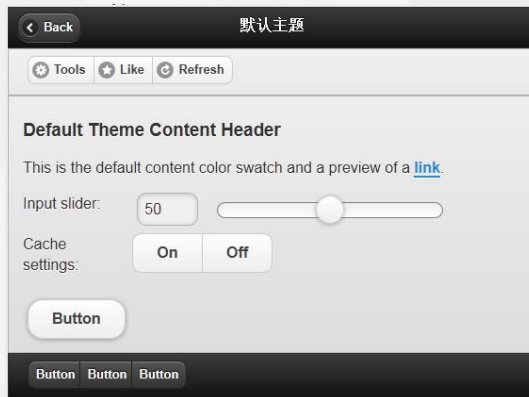 Back
默认主题
Tools Like Refresh
Default Theme Content Header
This is the default content color swatch and a preview of a link.
Input slider: 50
Cache settings: On Off
Button
Button Button Button